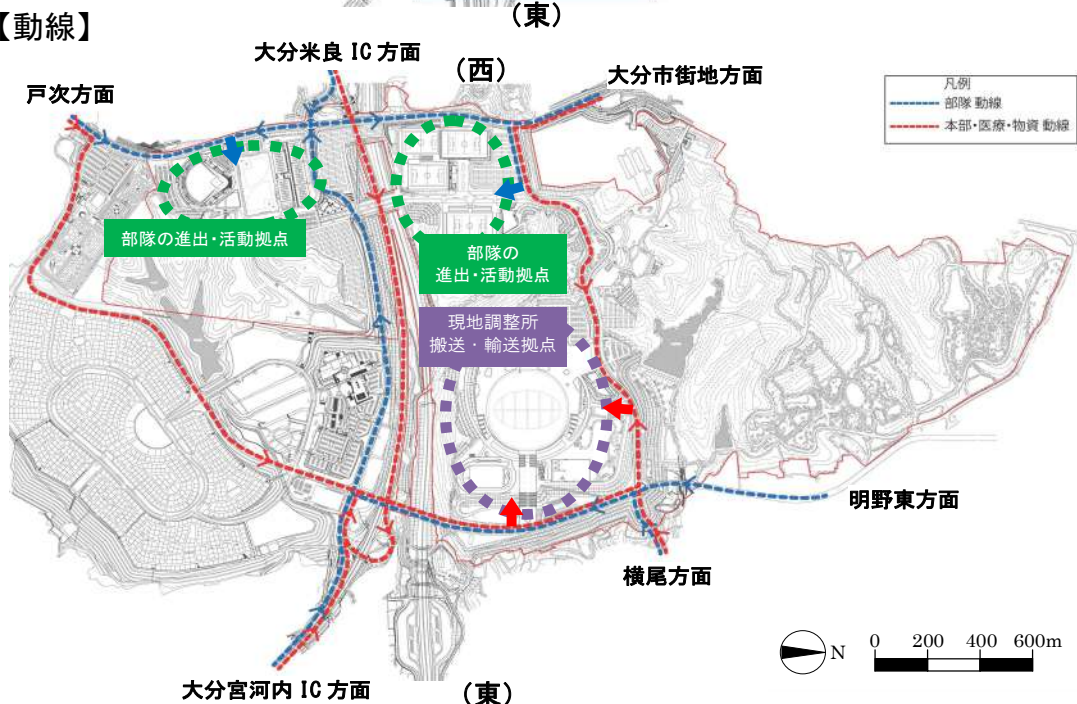 (東)
【動線】
大分米良 IC 方面
(西)
大分市街地方面
戸次方面
凡例
部隊 動線
本部・医療・物資 動線
部隊の進出・活動拠点
部隊の
進出・活動拠点
現地調整所
搬送・輸送拠点
明野東方面
横尾方面
N
0 200 400 600m
大分宮河内 IC 方面
(東)